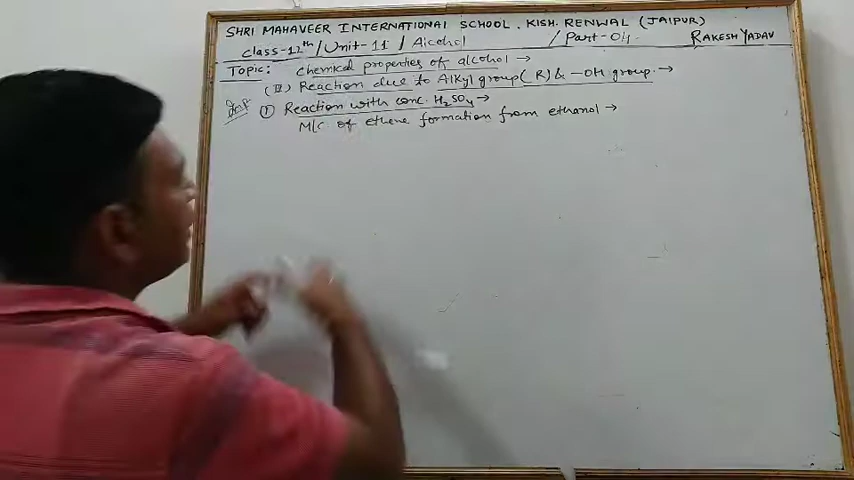 SHRI MAHAVEER INTERNATIONAL SCHOOL. KISH. RENWAL (JAIPUR)
class-12th/Unit-11 / Alcohol /Part-04 RAKESH YADAV
Topic: chemical properties of alcohol →
(III) Reaction due to Alkyl group(R) & -OH group. →
Imp ① Reaction with conc. H2SO4 →
M/C of ethene formation from ethanol →